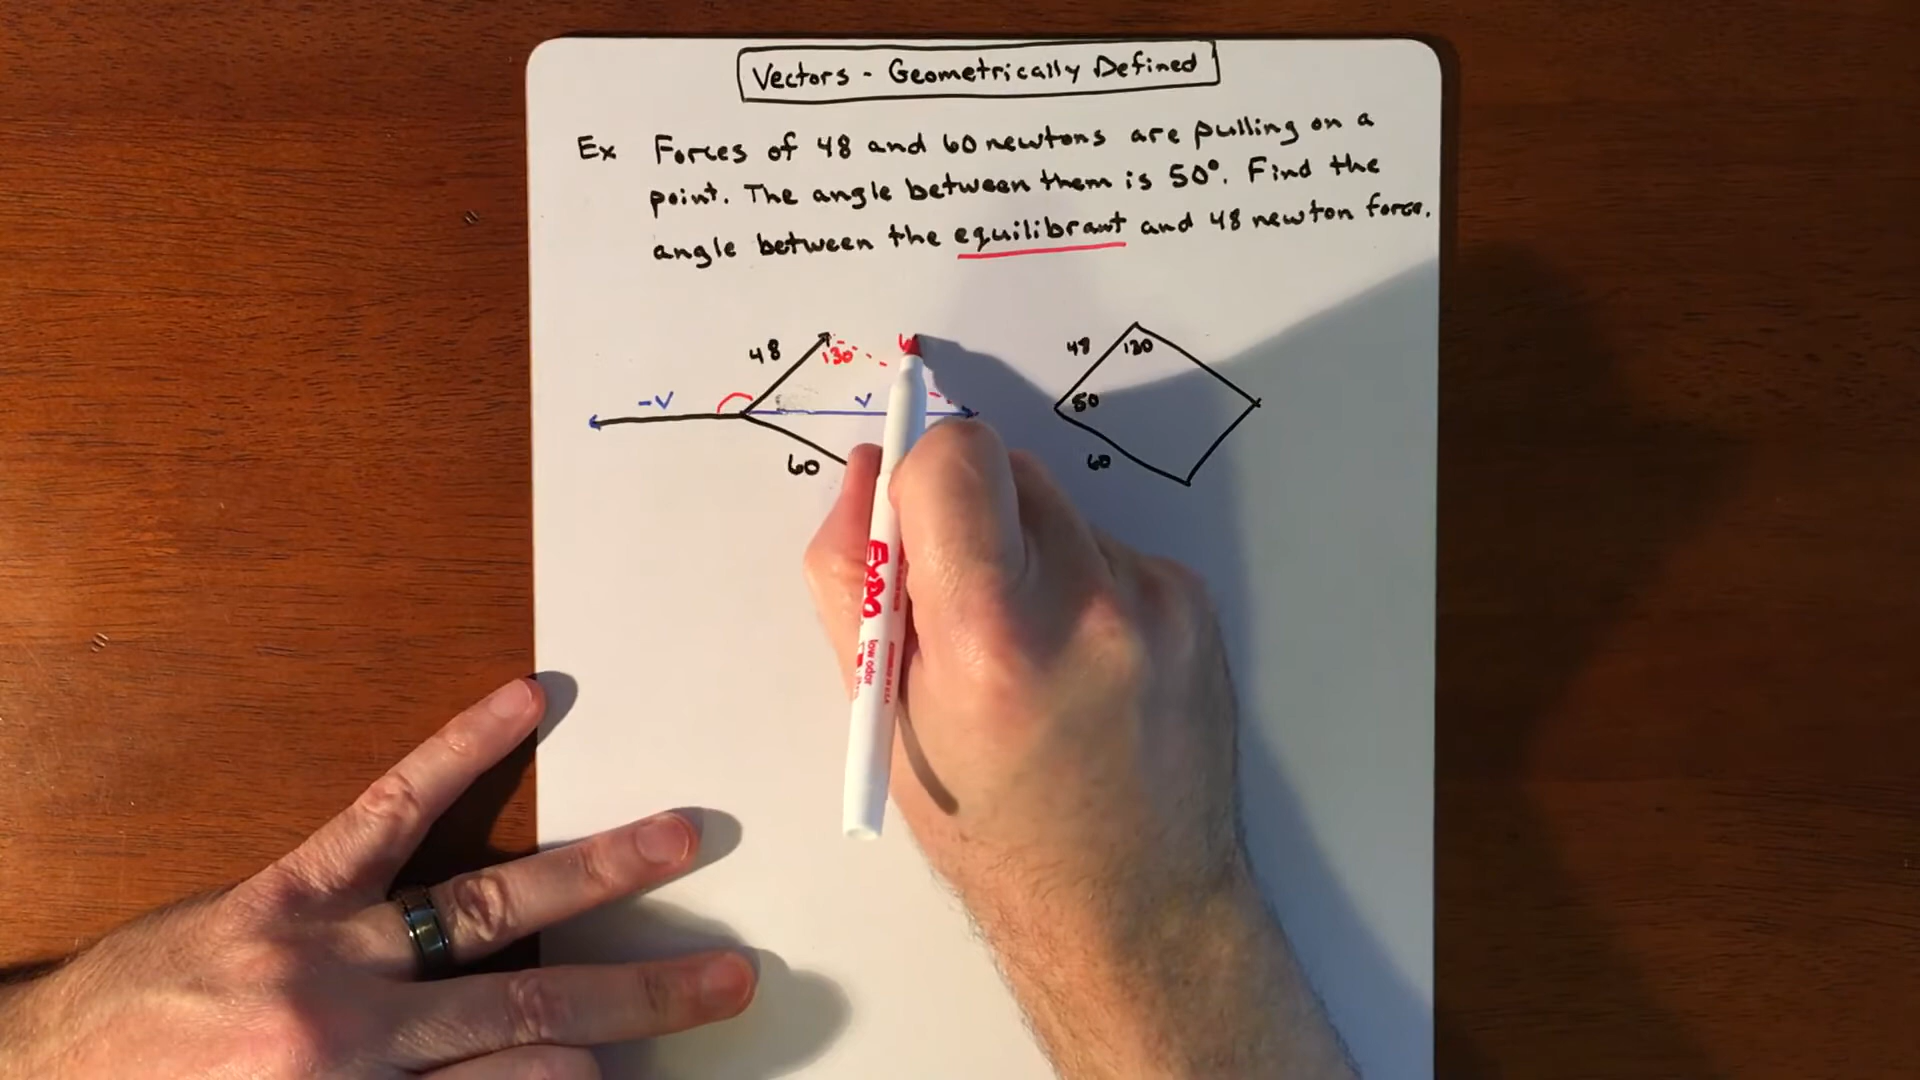 Vectors - Geometrically Defined
Ex Forces of 48 and 60 newtons are pulling on a
point. The angle between them is 50°. Find the
angle between the equilibrant and 48 newton force.
48
130
-V
V
60
48
130
50
60
EXPO
low odor